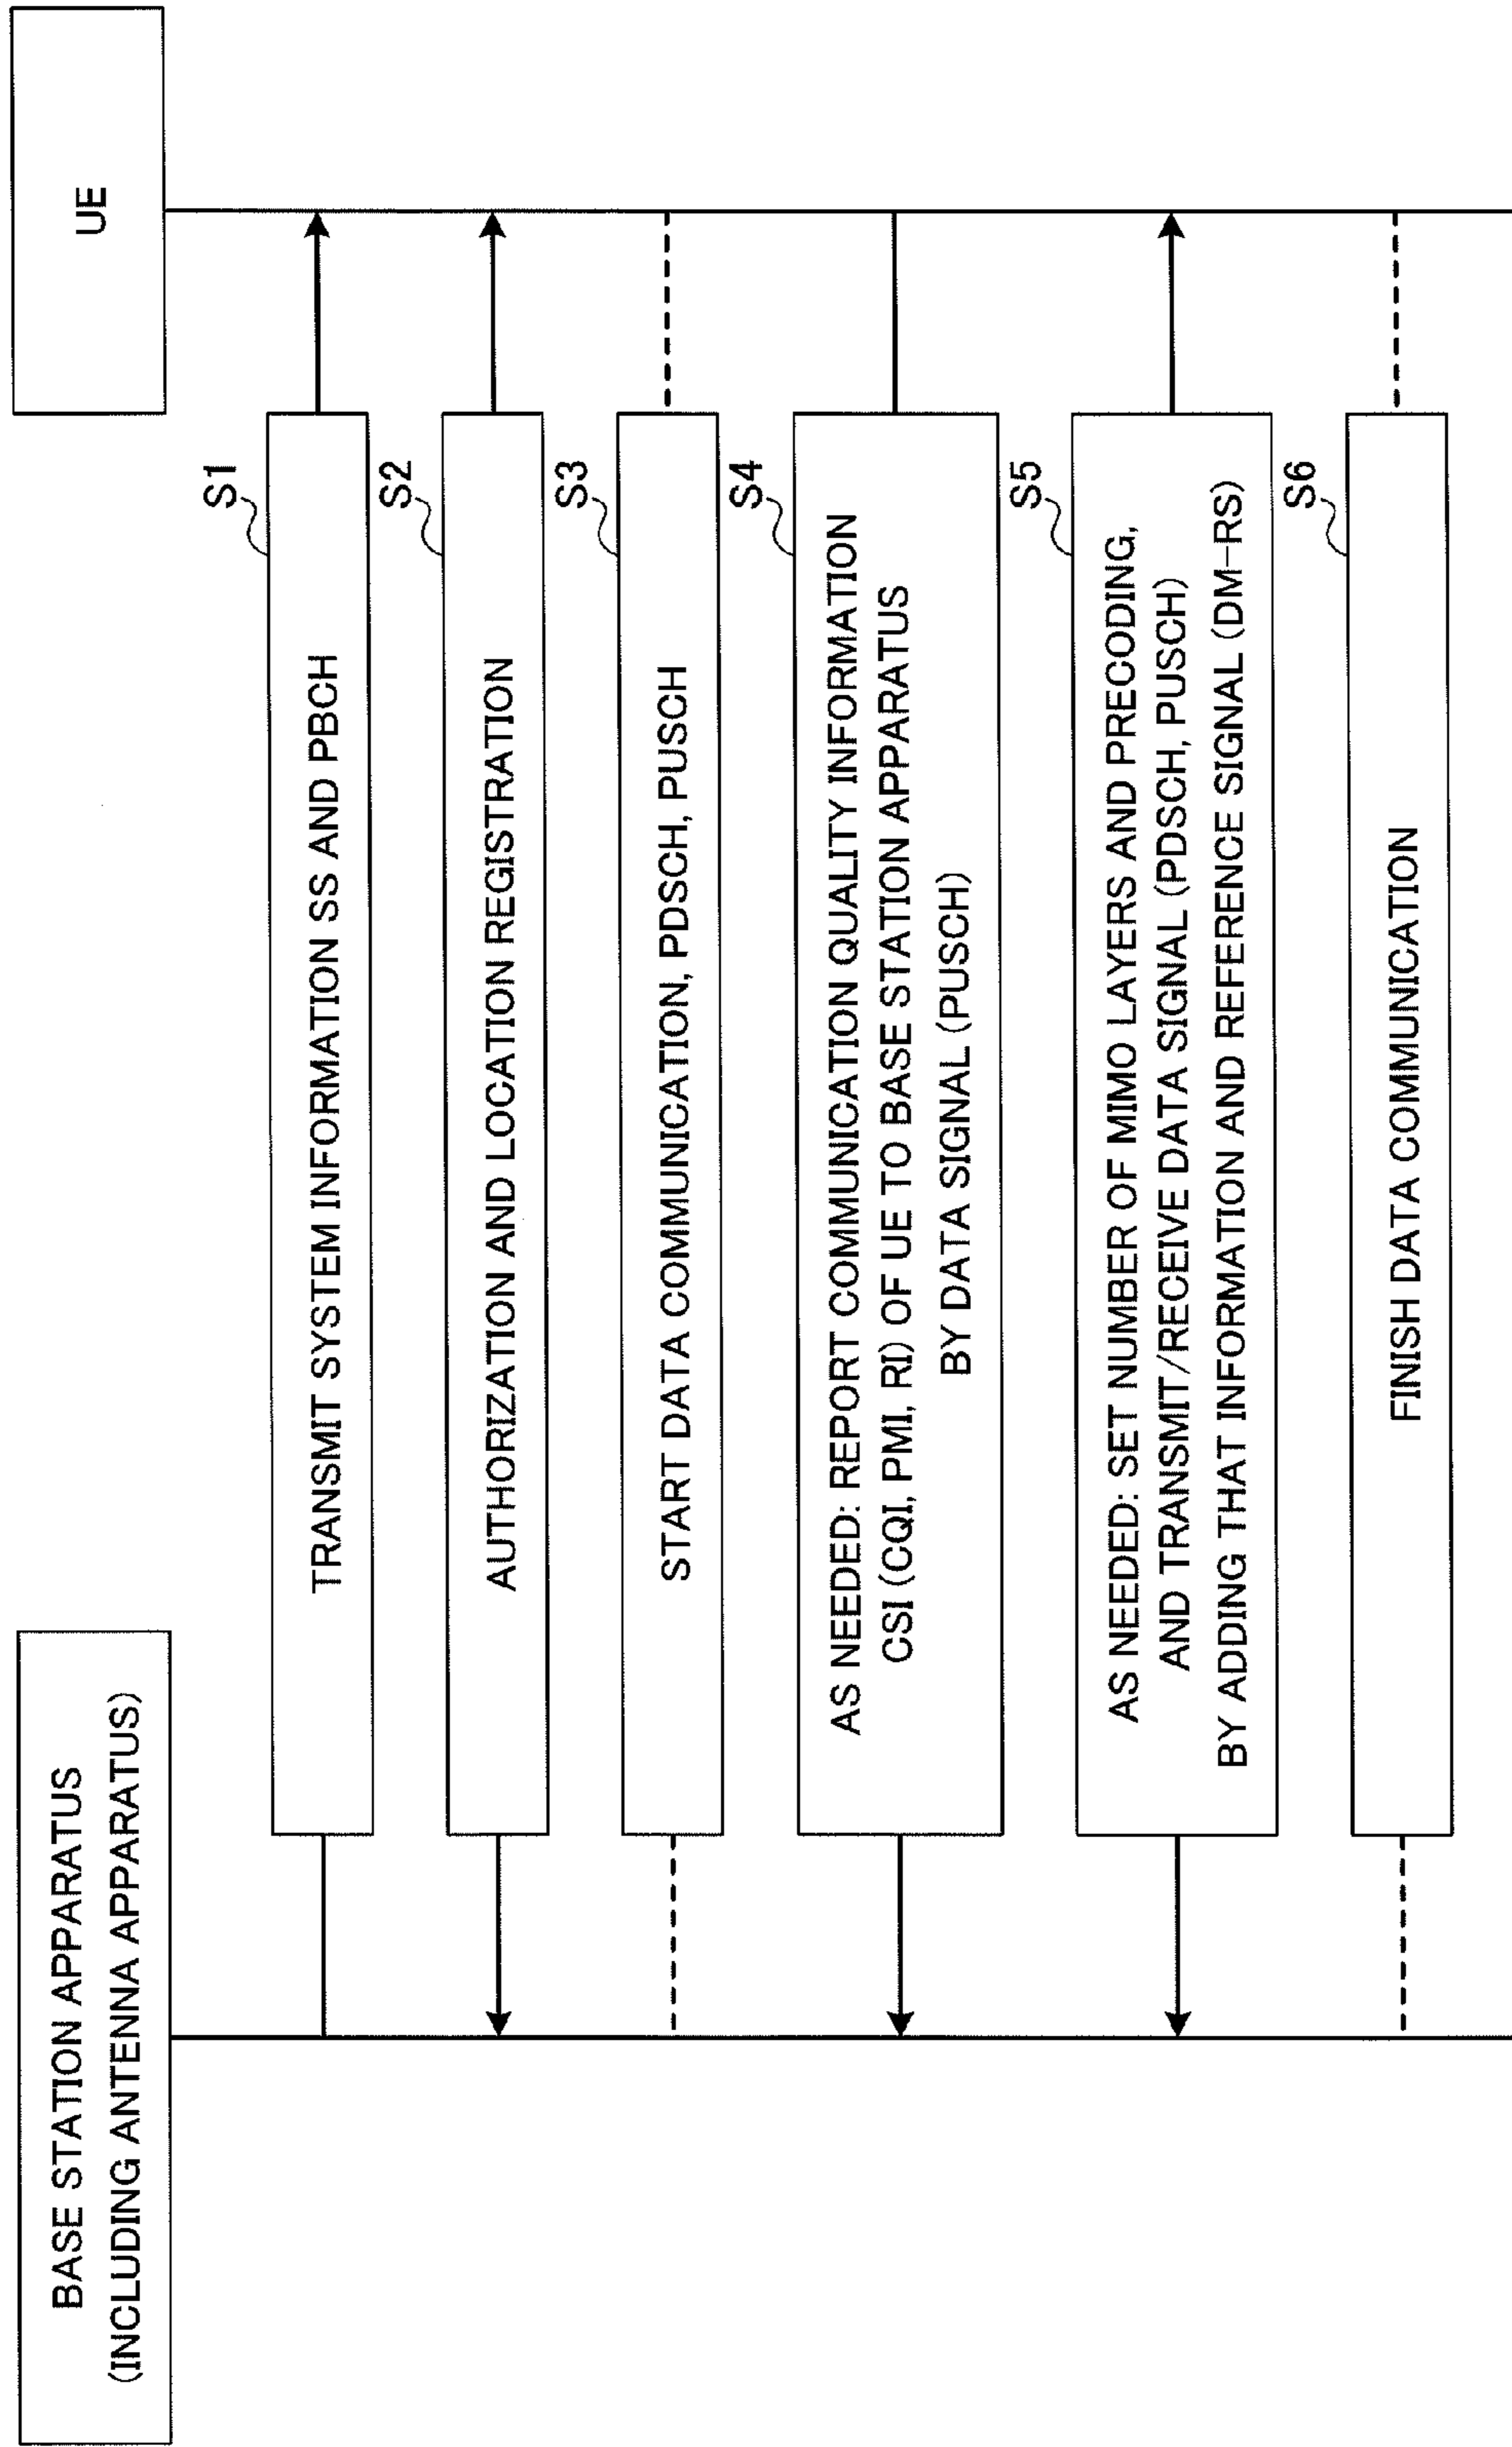 BASE STATION APPARATUS
(INCLUDING ANTENNA APPARATUS)
UE
S1
TRANSMIT SYSTEM INFORMATION SS AND PBCH
S2
AUTHORIZATION AND LOCATION REGISTRATION
S3
START DATA COMMUNICATION, PDSCH, PUSCH
S4
AS NEEDED: REPORT COMMUNICATION QUALITY INFORMATION
CSI (CQI, PMI, RI) OF UE TO BASE STATION APPARATUS
BY DATA SIGNAL (PUSCH)
S5
AS NEEDED: SET NUMBER OF MIMO LAYERS AND PRECODING,
AND TRANSMIT/RECEIVE DATA SIGNAL (PDSCH, PUSCH)
BY ADDING THAT INFORMATION AND REFERENCE SIGNAL (DM-RS)
S6
FINISH DATA COMMUNICATION